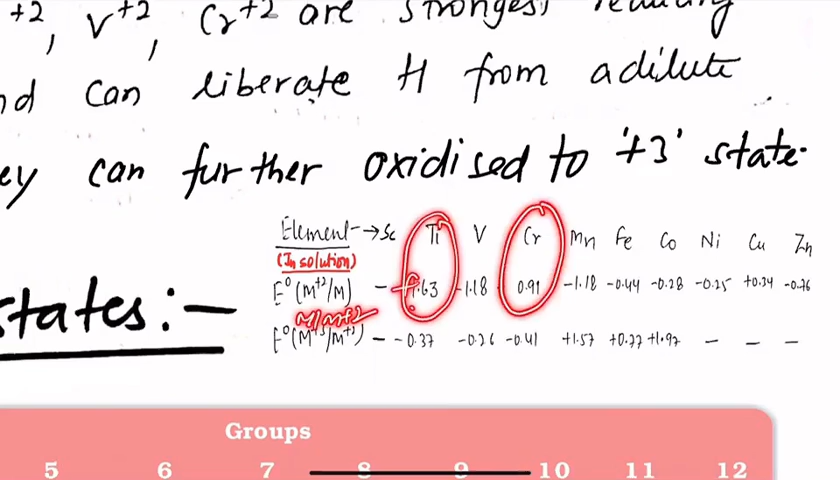 +2, V+2, Cr+2 are strongest reducing
nd can liberate H from a dilute
ey can further oxidised to '+3' state.
Element → Sc Ti V Cr Mn Fe Co Ni Cu Zn
(In solution)
E°(M+2/M) — 1.63 -1.18 0.91 -1.18 -0.44 -0.28 -0.25 +0.34 -0.76
M/M+2
E°(M+3/M+2) — -0.37 -0.26 -0.41 +1.57 +0.77 +1.97 — — —
states:—
Groups
5 6 7 8 9 10 11 12